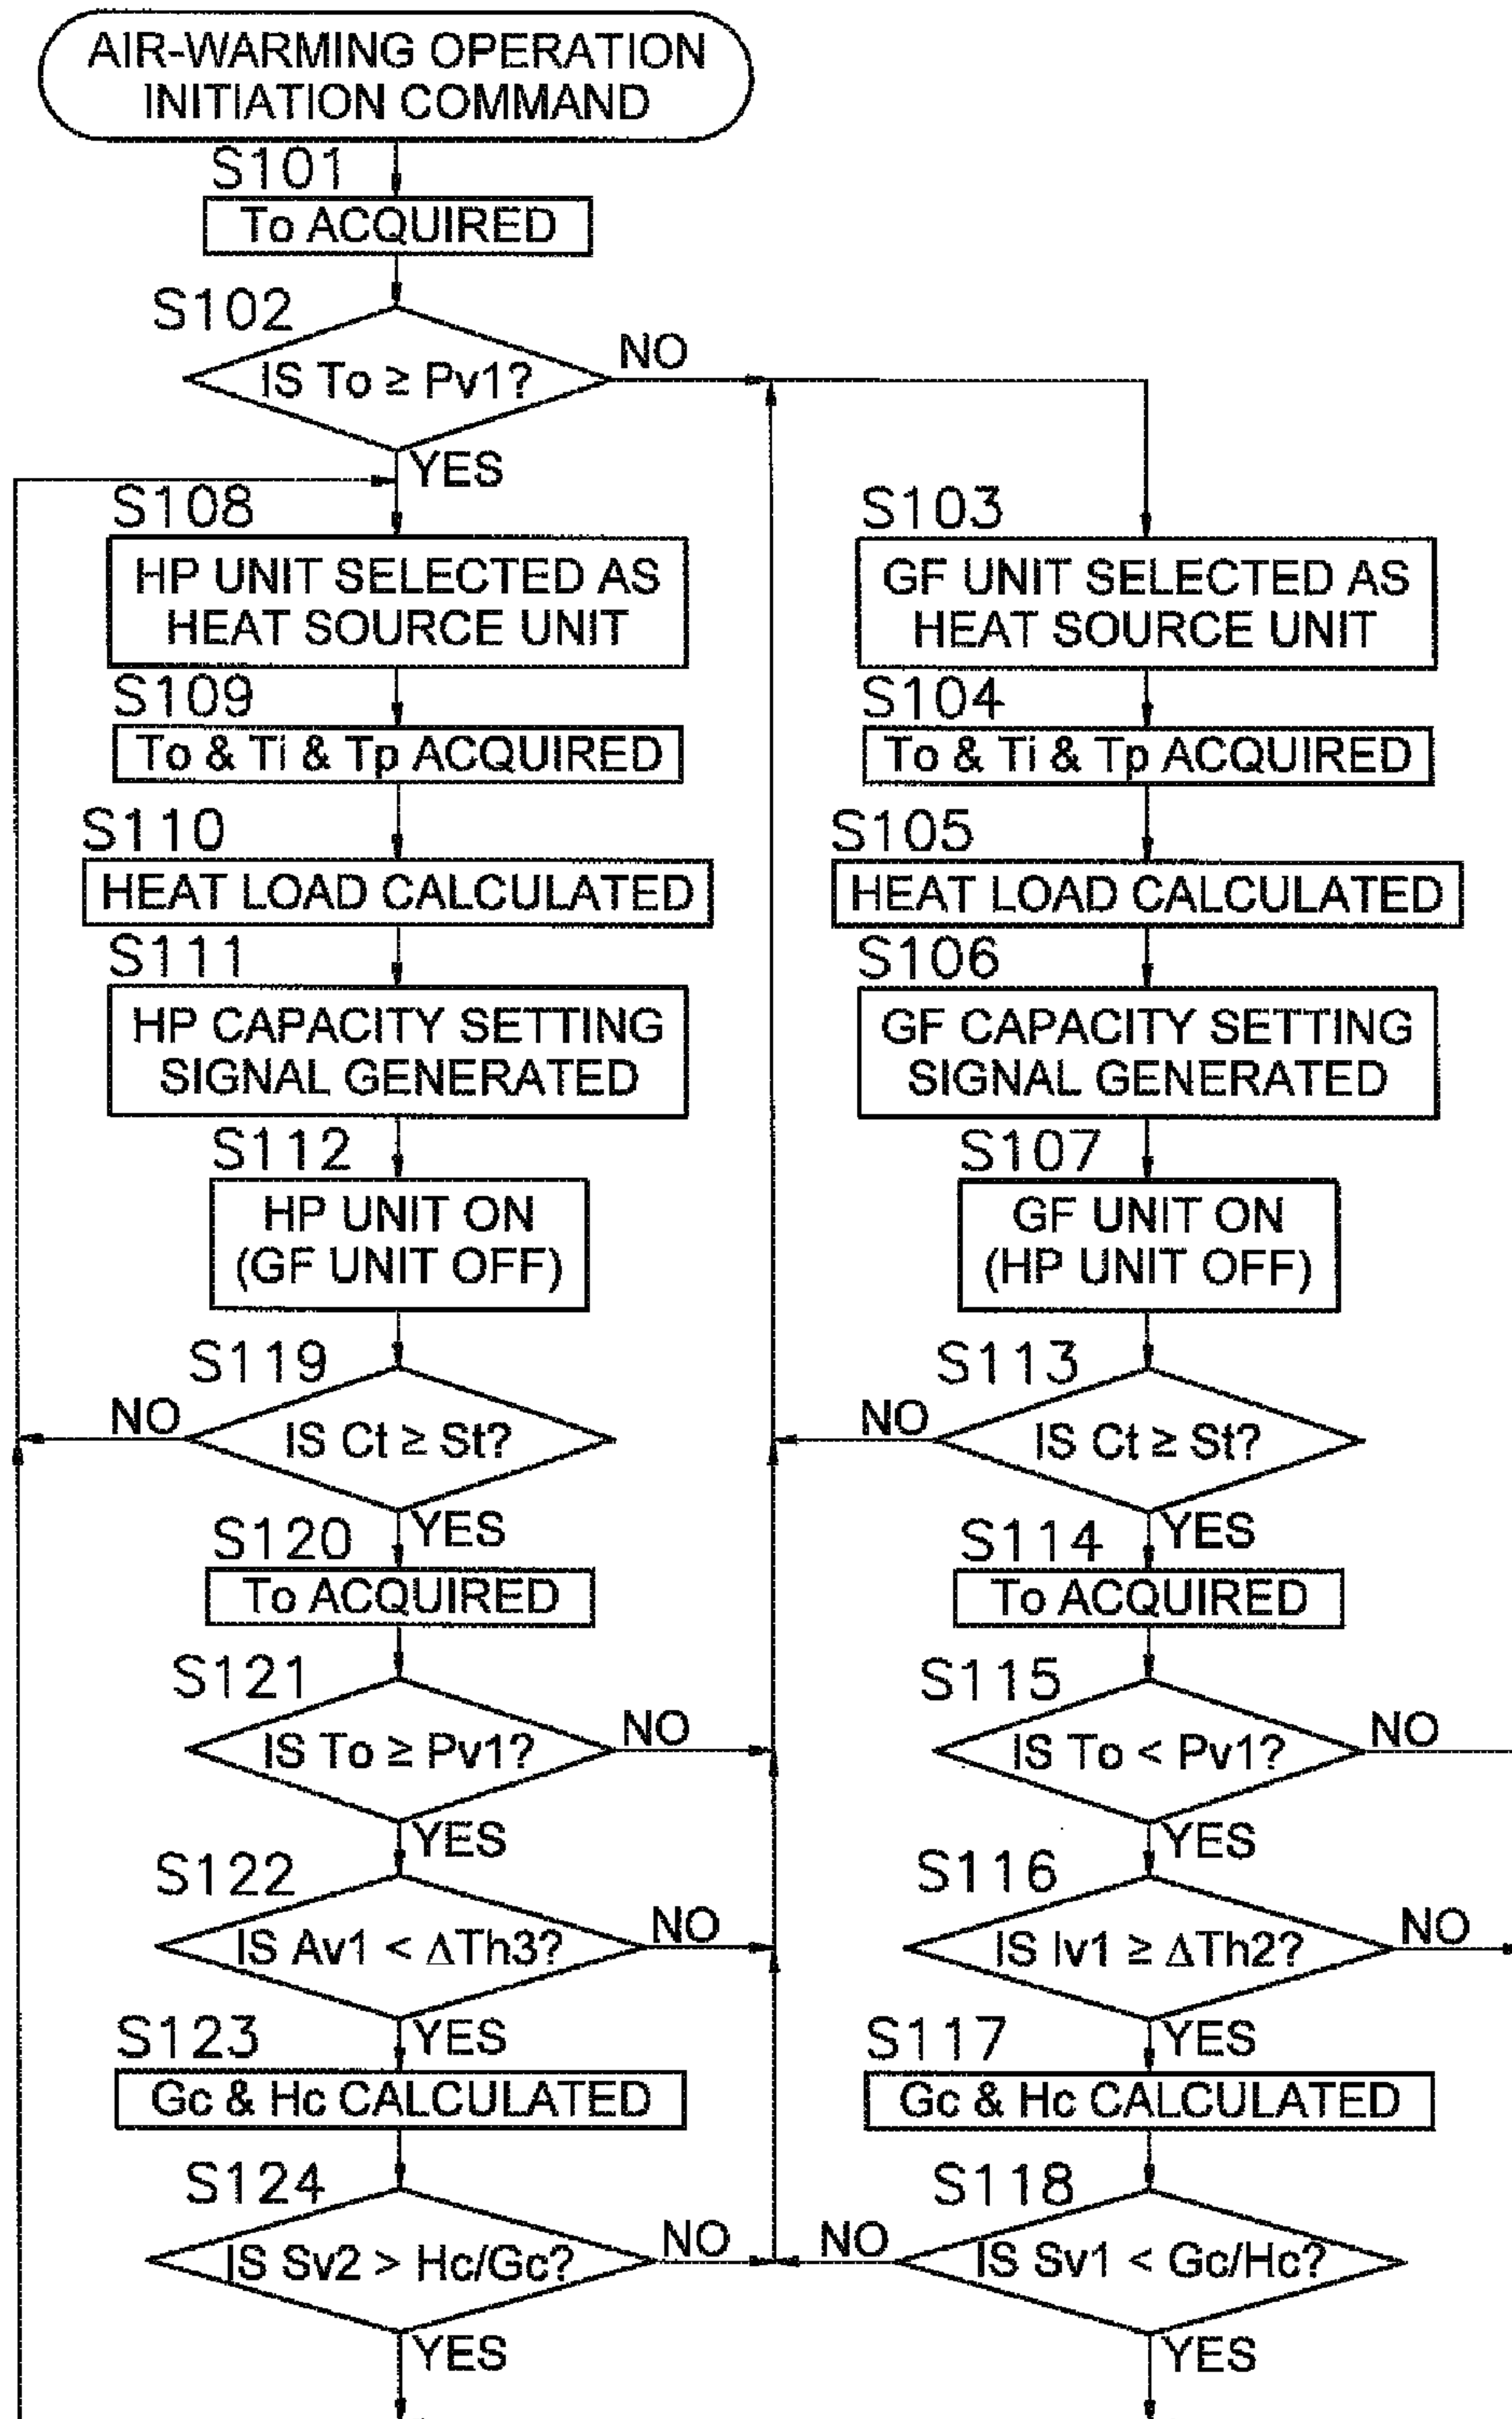 AIR-WARMING OPERATION
INITIATION COMMAND
S101
To ACQUIRED
S102
IS To ≥ Pv1?
NO
YES
S108
HP UNIT SELECTED AS
HEAT SOURCE UNIT
S109
To & Ti & Tp ACQUIRED
S110
HEAT LOAD CALCULATED
S111
HP CAPACITY SETTING
SIGNAL GENERATED
S112
HP UNIT ON
(GF UNIT OFF)
S119
NO
IS Ct ≥ St?
YES
S120
To ACQUIRED
S121
IS To ≥ Pv1?
NO
YES
S122
IS Av1 < ΔTh3?
NO
YES
S123
Gc & Hc CALCULATED
S124
IS Sv2 > Hc/Gc?
NO
YES
S103
GF UNIT SELECTED AS
HEAT SOURCE UNIT
S104
To & Ti & Tp ACQUIRED
S105
HEAT LOAD CALCULATED
S106
GF CAPACITY SETTING
SIGNAL GENERATED
S107
GF UNIT ON
(HP UNIT OFF)
S113
NO
IS Ct ≥ St?
YES
S114
To ACQUIRED
S115
IS To < Pv1?
NO
YES
S116
IS Iv1 ≥ ΔTh2?
NO
YES
S117
Gc & Hc CALCULATED
S118
NO
IS Sv1 < Gc/Hc?
YES